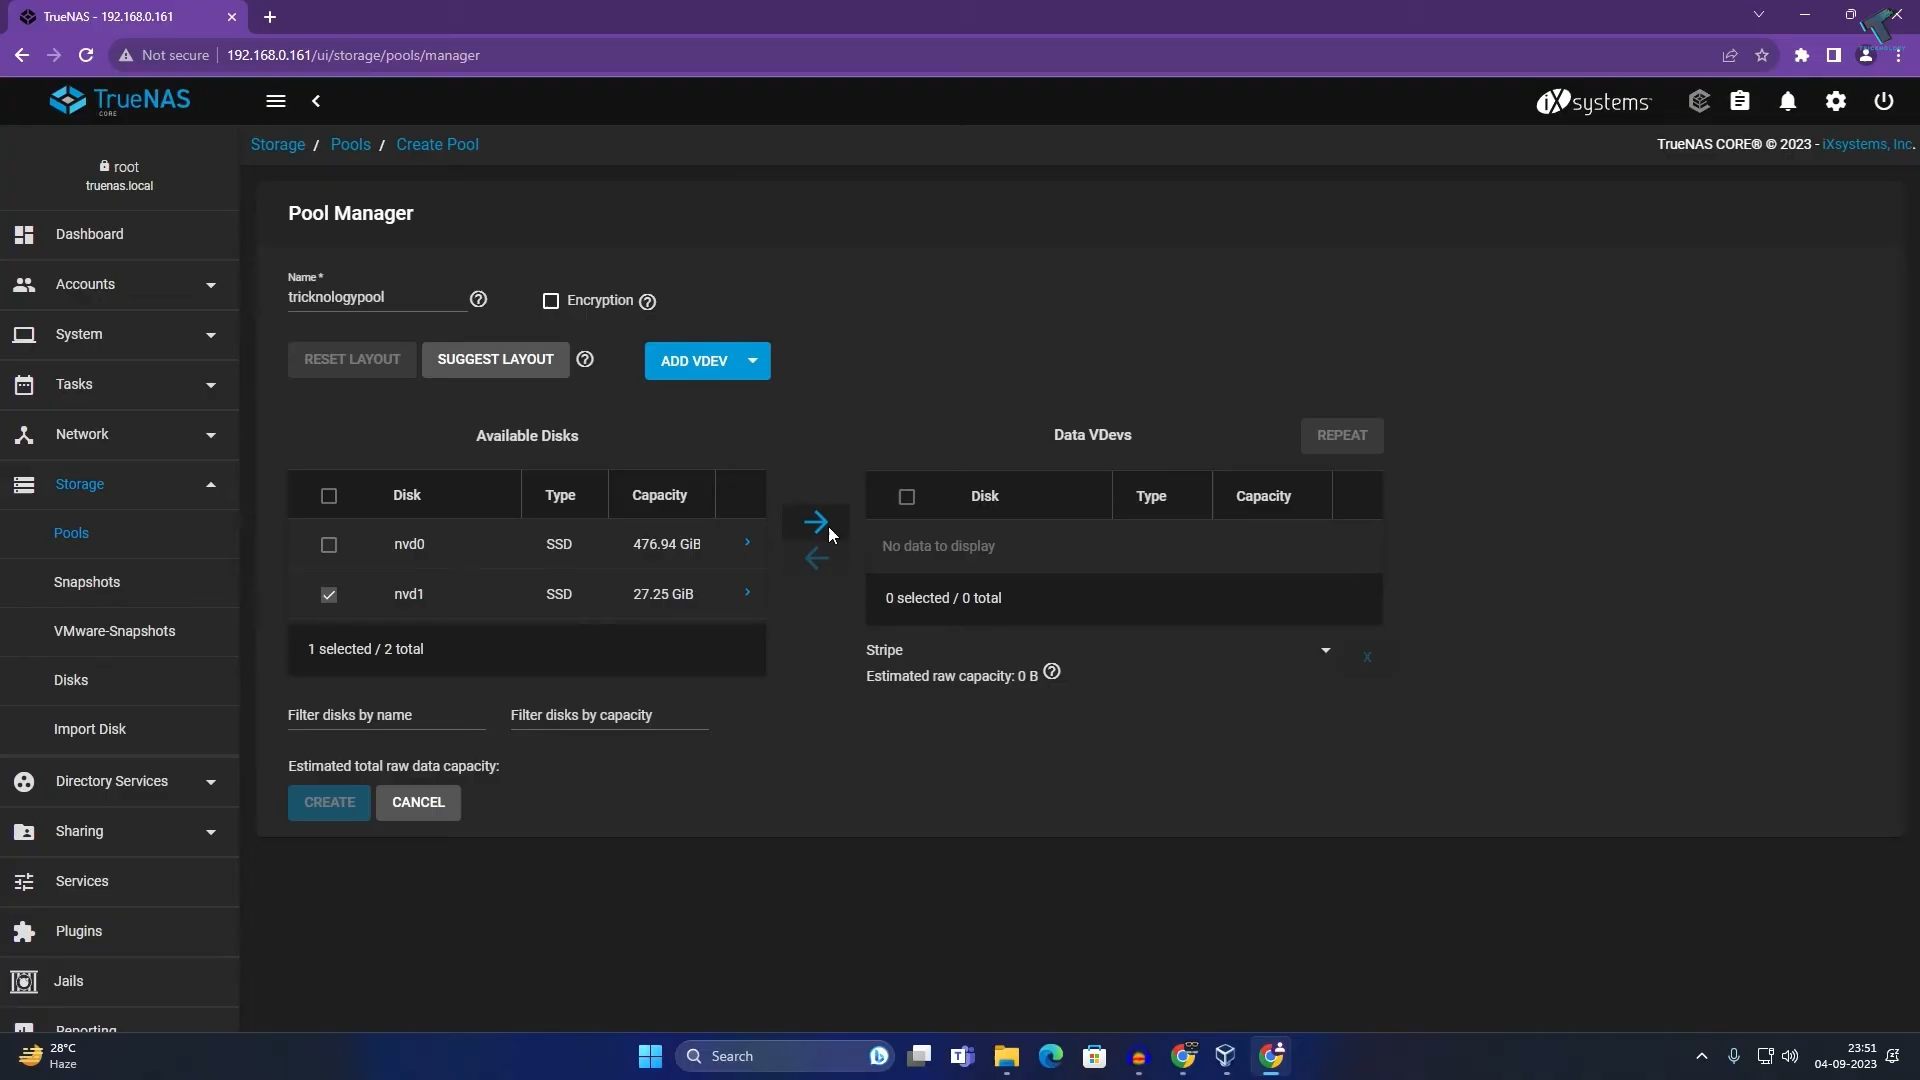 TrueNAS - 192.168.0.161
Not secure
192.168.0.161/ui/storage/pools/manager
TrueNAS
CORE
iXsystems
Storage / Pools / Create Pool
TrueNAS CORE® © 2023 - iXsystems, Inc.
root
truenas.local
Dashboard
Accounts
System
Tasks
Network
Storage
Pools
Snapshots
VMware-Snapshots
Disks
Import Disk
Directory Services
Sharing
Services
Plugins
Jails
Reporting
Pool Manager
Name *
tricknologypool
Encryption
RESET LAYOUT
SUGGEST LAYOUT
ADD VDEV
Available Disks
Disk Type Capacity
nvd0 SSD 476.94 GiB
nvd1 SSD 27.25 GiB
1 selected / 2 total
Filter disks by name
Filter disks by capacity
Estimated total raw data capacity:
CREATE
CANCEL
Data VDevs
REPEAT
Disk Type Capacity
No data to display
0 selected / 0 total
Stripe
X
Estimated raw capacity: 0 B
28°C
Haze
Search
23:51
04-09-2023